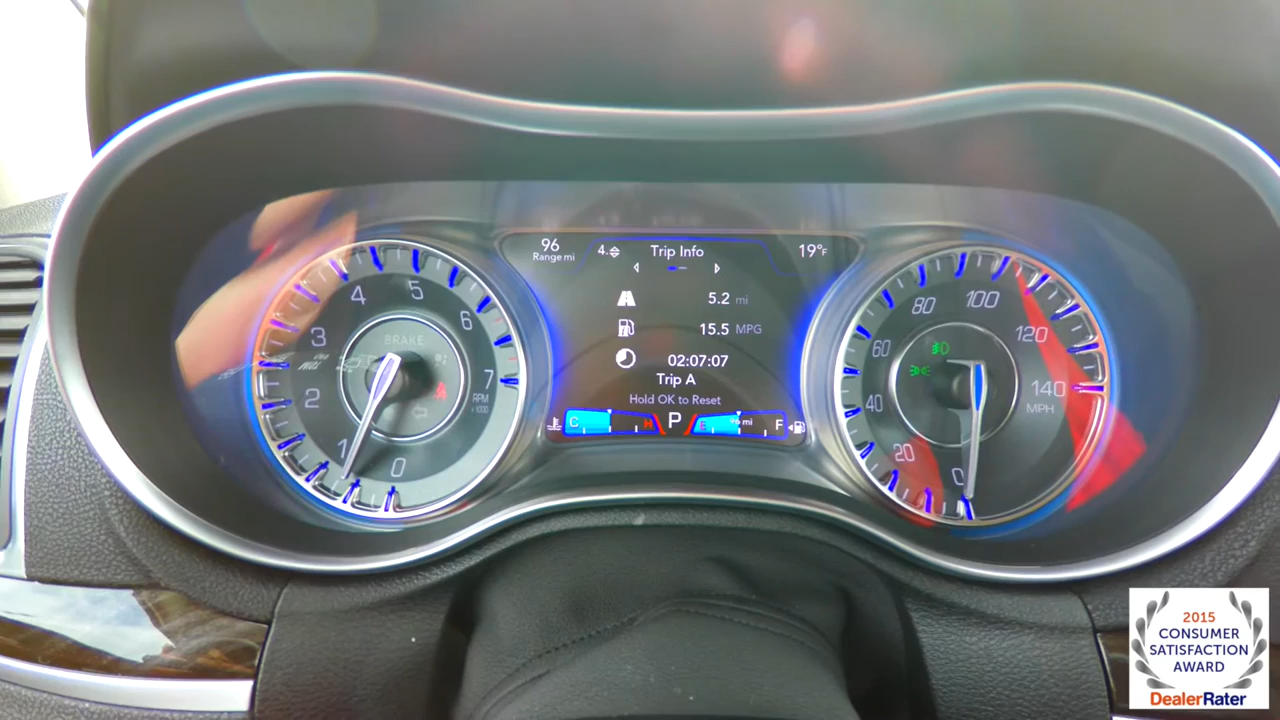 96
Range mi
4.
Trip Info
19°F
5.2 mi
15.5 MPG
02:07:07
Trip A
Hold OK to Reset
C
H
P
E
mi
F
BRAKE
0
1
2
3
4
5
6
7
RPM
x1000
0
20
40
60
80
100
120
140
MPH
2015
CONSUMER
SATISFACTION
AWARD
DealerRater